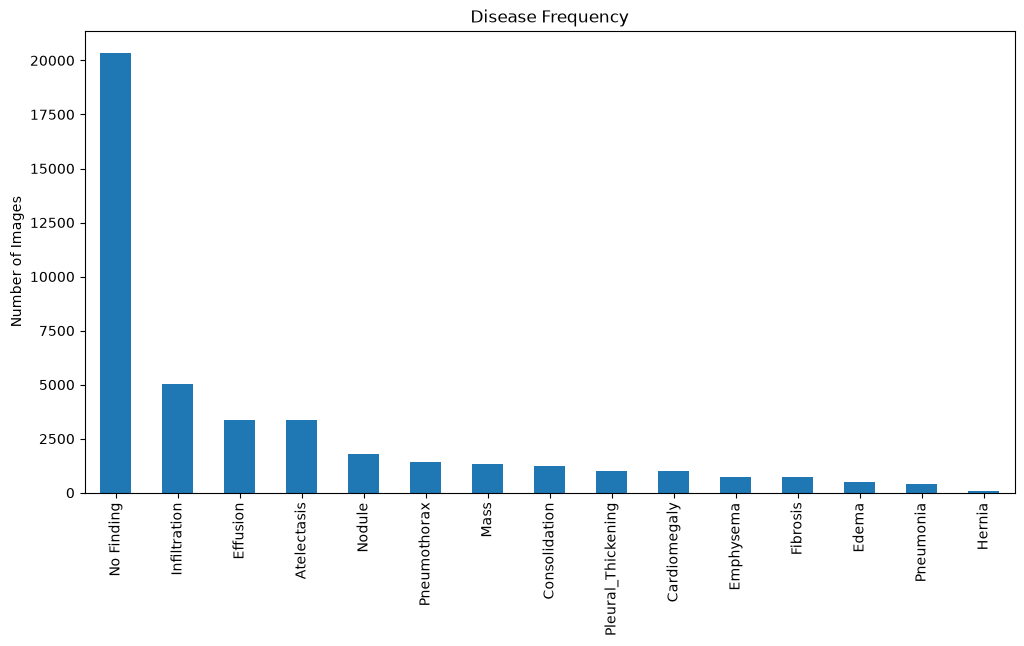 Disease Frequency
Number of Images
20000
17500
15000
12500
10000
7500
5000
2500
0
No Finding
Infiltration
Effusion
Atelectasis
Nodule
Pneumothorax
Mass
Consolidation
Pleural_Thickening
Cardiomegaly
Emphysema
Fibrosis
Edema
Pneumonia
Hernia